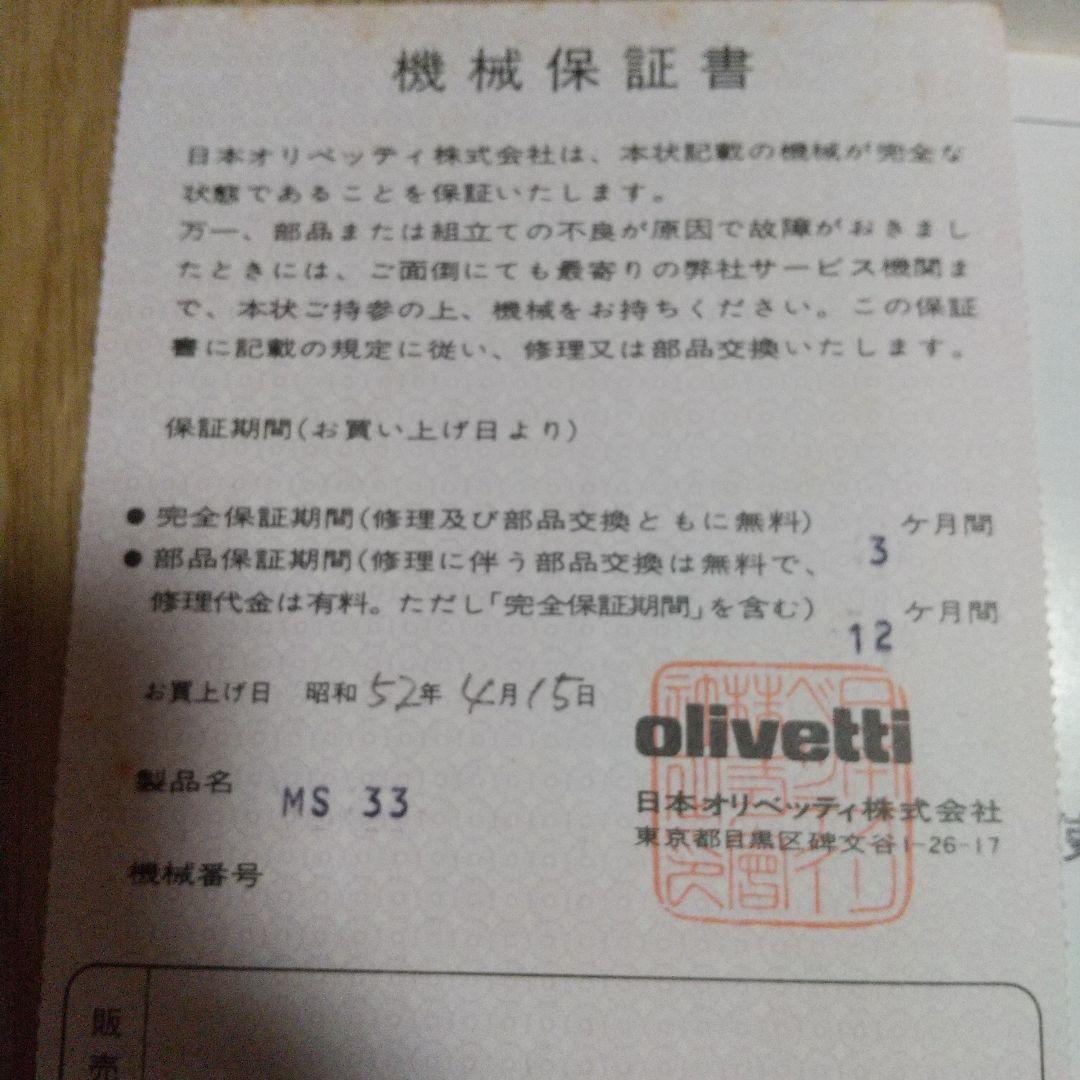 機械保証書
日本オリベッティ株式会社は、本状記載の機械が完全な
状態であることを保証いたします。
万一、部品または組立ての不良が原因で故障がおきまし
たときには、ご面倒にても最寄りの弊社サービス機関ま
で、本状ご持参の上、機械をお持ちください。この保証
書に記載の規定に従い、修理又は部品交換いたします。
保証期間(お買い上げ日より)
●完全保証期間(修理及び部品交換ともに無料) 3 ケ月間
●部品保証期間(修理に伴う部品交換は無料で、
修理代金は有料。ただし「完全保証期間」を含む) 12 ケ月間
お買上げ日 昭和52年4月15日
olivetti
製品名 MS 33
日本オリベッティ株式会社
東京都目黒区碑文谷1-26-17
機械番号
販売